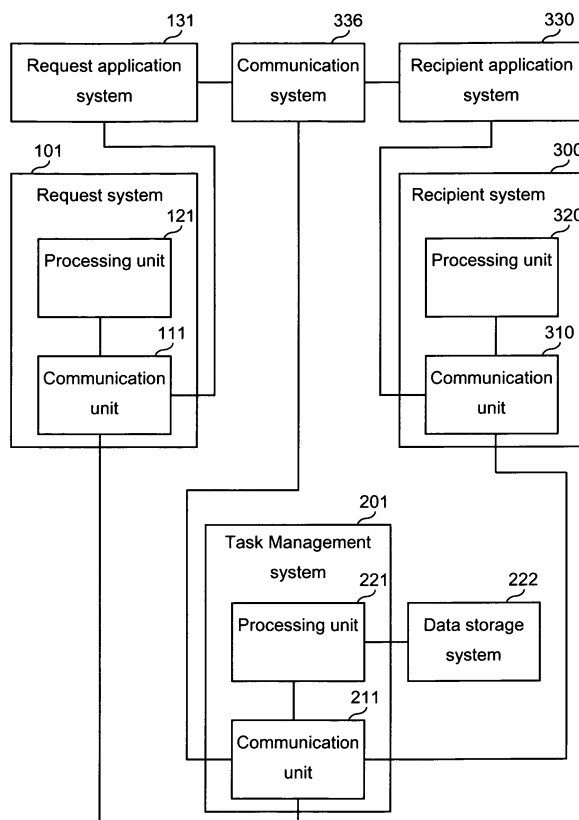 131
336
330
Request application
system
Communication
system
Recipient application
system
101
300
Request system
Recipient system
121
320
Processing unit
Processing unit
111
310
Communication
unit
Communication
unit
201
Task Management
system
221
222
Processing unit
Data storage
system
211
Communication
unit